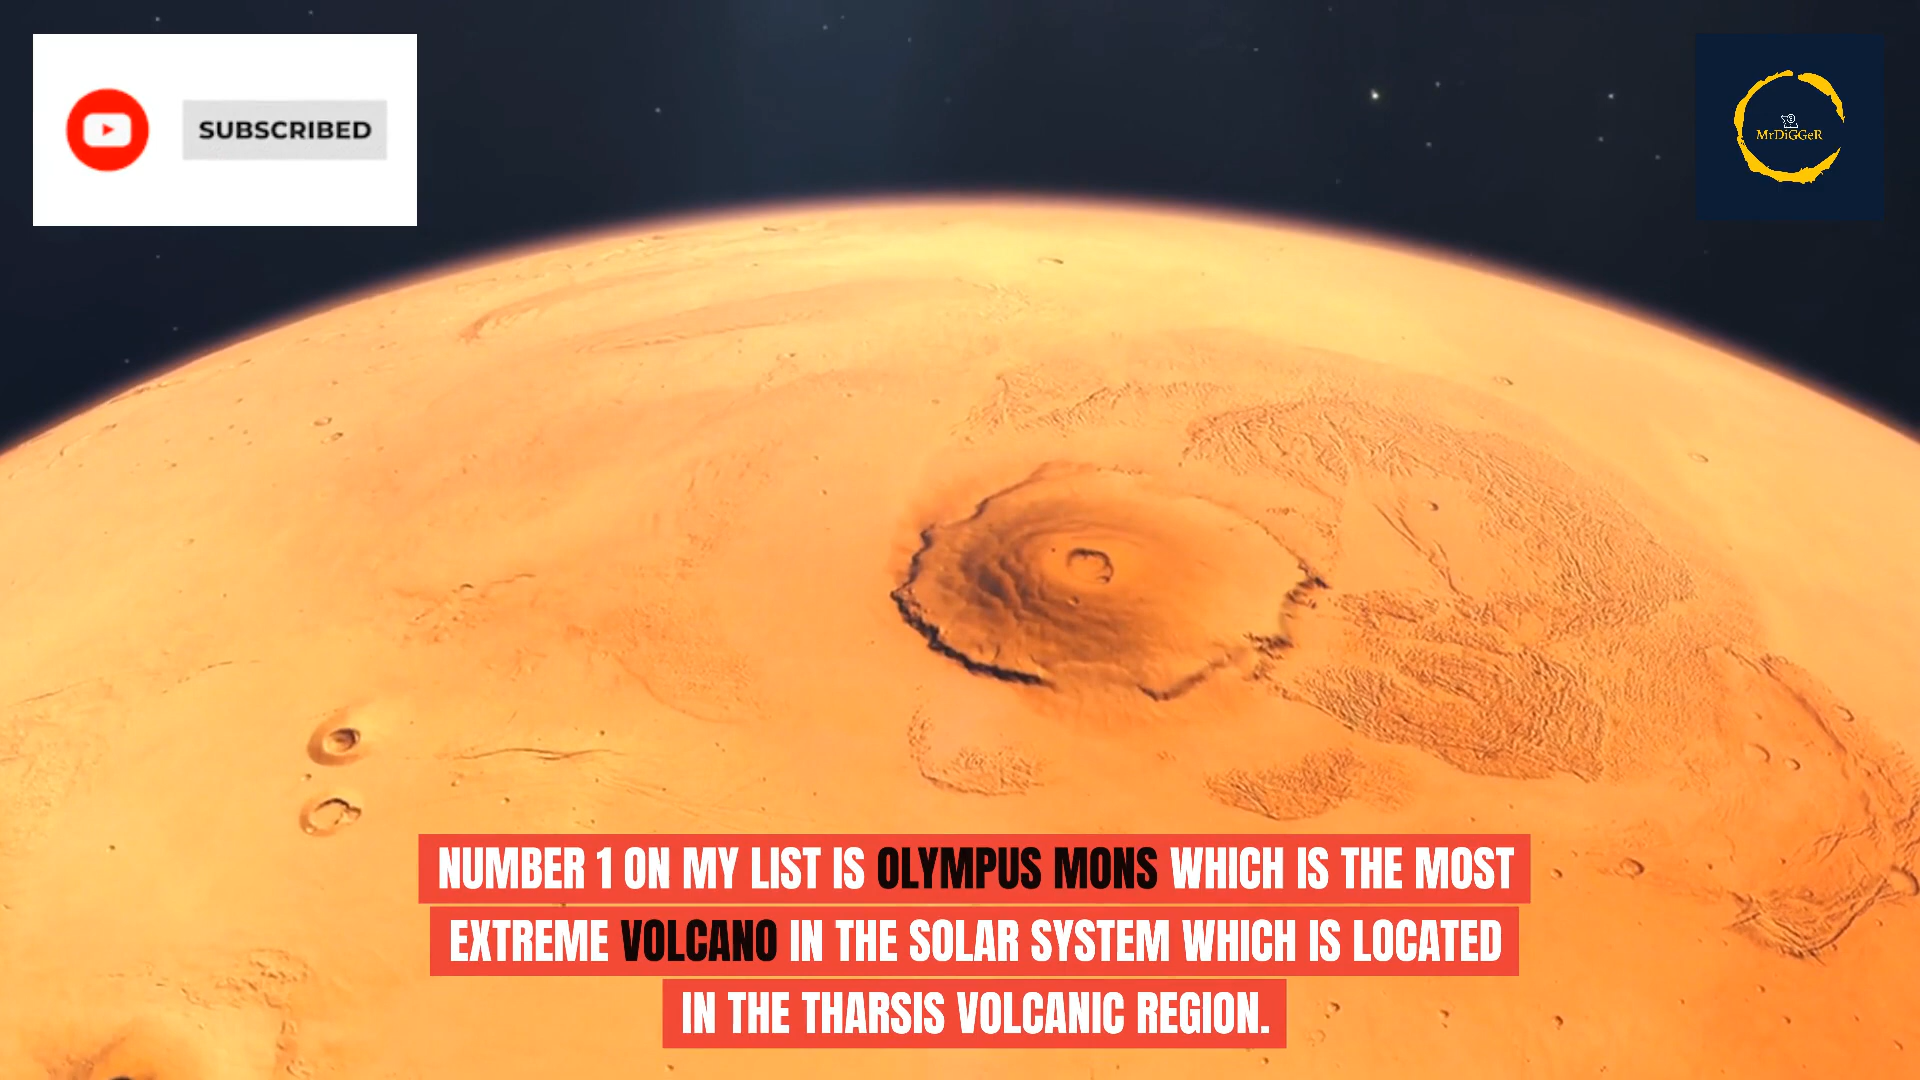 SUBSCRIBED
MrDiGGeR
NUMBER 1 ON MY LIST IS OLYMPUS MONS WHICH IS THE MOST
EXTREME VOLCANO IN THE SOLAR SYSTEM WHICH IS LOCATED
IN THE THARSIS VOLCANIC REGION.